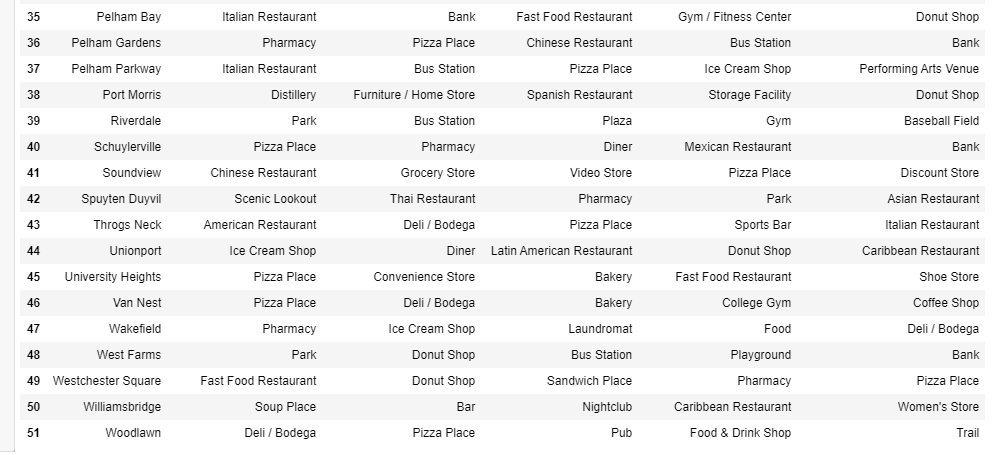 35 Pelham Bay Italian Restaurant Bank Fast Food Restaurant Gym / Fitness Center Donut Shop
36 Pelham Gardens Pharmacy Pizza Place Chinese Restaurant Bus Station Bank
37 Pelham Parkway Italian Restaurant Bus Station Pizza Place Ice Cream Shop Performing Arts Venue
38 Port Morris Distillery Furniture / Home Store Spanish Restaurant Storage Facility Donut Shop
39 Riverdale Park Bus Station Plaza Gym Baseball Field
40 Schuylerville Pizza Place Pharmacy Diner Mexican Restaurant Bank
41 Soundview Chinese Restaurant Grocery Store Video Store Pizza Place Discount Store
42 Spuyten Duyvil Scenic Lookout Thai Restaurant Pharmacy Park Asian Restaurant
43 Throgs Neck American Restaurant Deli / Bodega Pizza Place Sports Bar Italian Restaurant
44 Unionport Ice Cream Shop Diner Latin American Restaurant Donut Shop Caribbean Restaurant
45 University Heights Pizza Place Convenience Store Bakery Fast Food Restaurant Shoe Store
46 Van Nest Pizza Place Deli / Bodega Bakery College Gym Coffee Shop
47 Wakefield Pharmacy Ice Cream Shop Laundromat Food Deli / Bodega
48 West Farms Park Donut Shop Bus Station Playground Bank
49 Westchester Square Fast Food Restaurant Donut Shop Sandwich Place Pharmacy Pizza Place
50 Williamsbridge Soup Place Bar Nightclub Caribbean Restaurant Women's Store
51 Woodlawn Deli / Bodega Pizza Place Pub Food & Drink Shop Trail